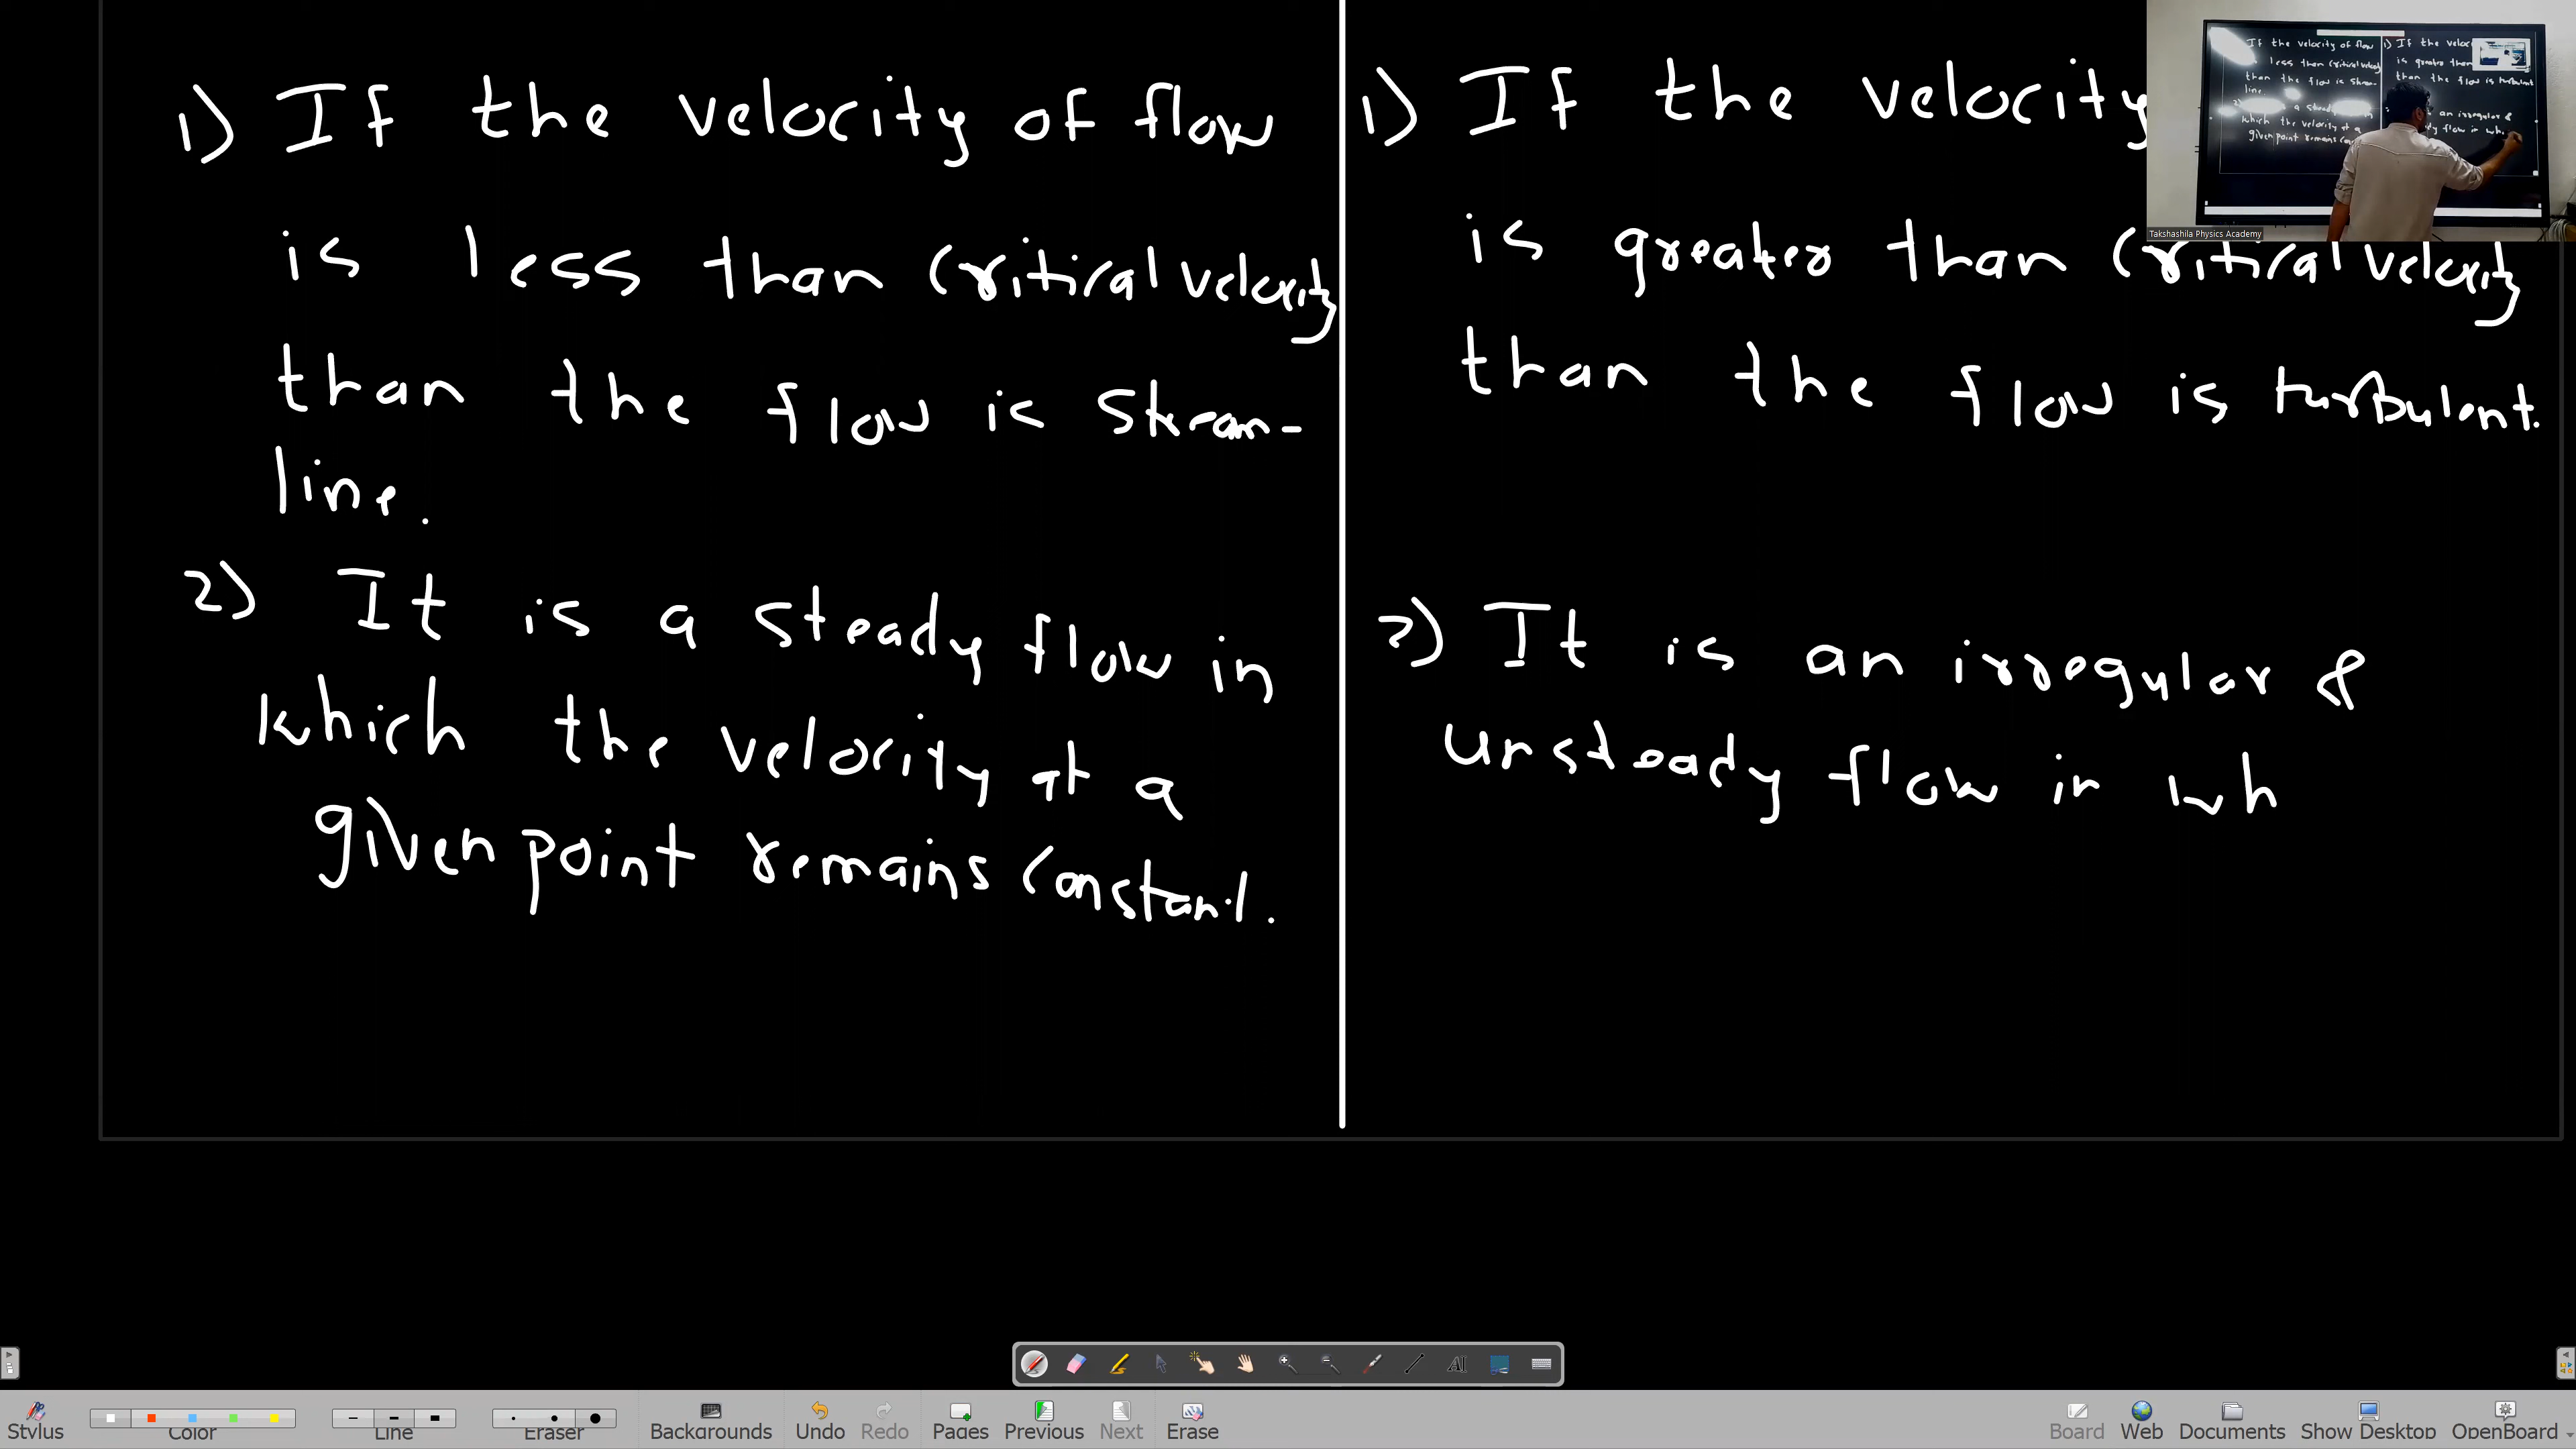 1) If the velocity of flow
is less than critical velocity
than the flow is stream-
line.
2) It is a steady flow in
which the velocity at a
given point remains constant.
1) If the velocity
is greater than critical velocity
than the flow is turbulent.
2) It is an irregular &
unsteady flow in wh
Takshashila Physics Academy
Stylus
Color
Line
Eraser
Backgrounds
Undo
Redo
Pages
Previous
Next
Erase
Board
Web
Documents
Show Desktop
OpenBoard